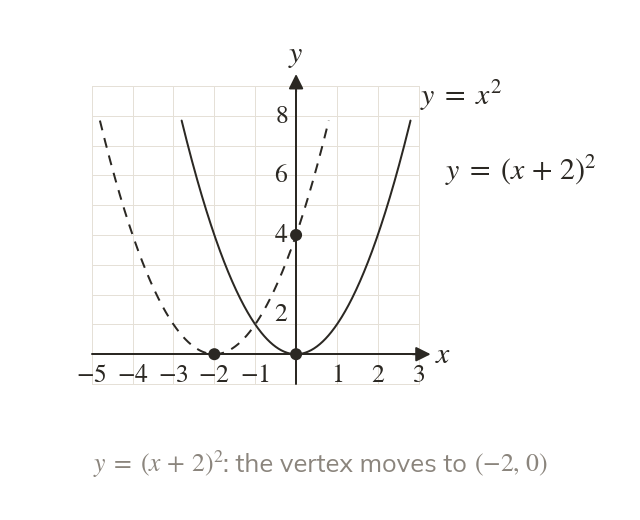 y
y = x²
8
y = (x + 2)²
6
4
2
x
−5 −4 −3 −2 −1 1 2 3
y = (x + 2)²: the vertex moves to (−2, 0)